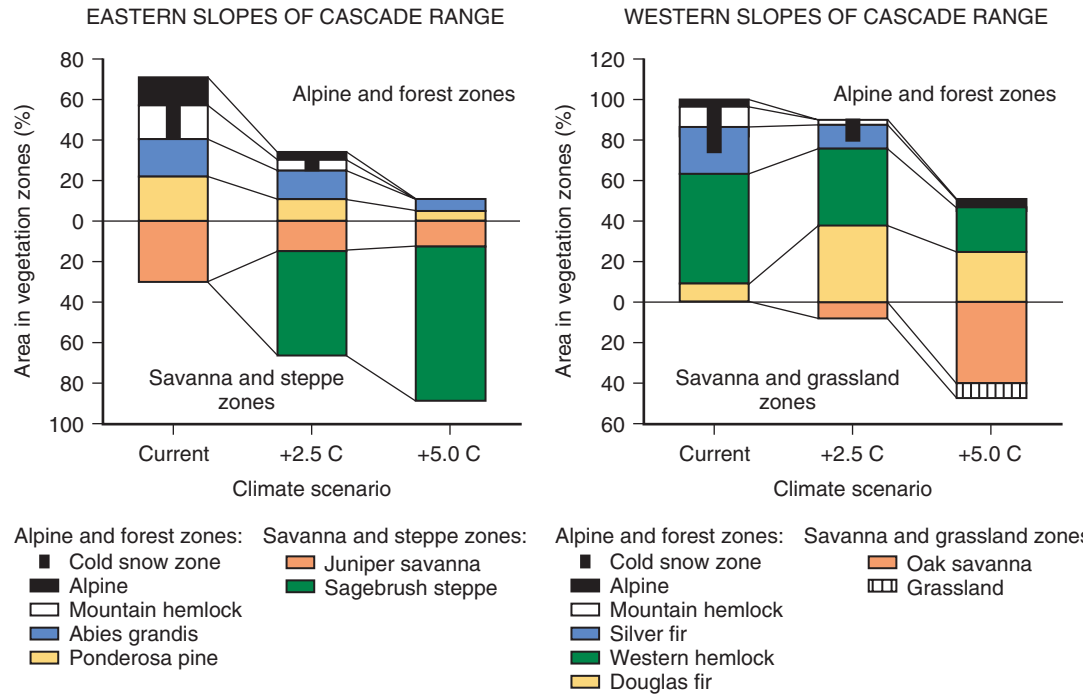 EASTERN SLOPES OF CASCADE RANGE
Area in vegetation zones (%)
80
60
40
20
0
20
40
60
80
100
Alpine and forest zones
Savanna and steppe
zones
Current
+2.5 C
+5.0 C
Climate scenario
Alpine and forest zones:
Cold snow zone
Alpine
Mountain hemlock
Abies grandis
Ponderosa pine
Savanna and steppe zones:
Juniper savanna
Sagebrush steppe
WESTERN SLOPES OF CASCADE RANGE
Area in vegetation zones (%)
120
100
80
60
40
20
0
20
40
60
Alpine and forest zones
Savanna and grassland
zones
Current
+2.5 C
+5.0 C
Climate scenario
Alpine and forest zones:
Cold snow zone
Alpine
Mountain hemlock
Silver fir
Western hemlock
Douglas fir
Savanna and grassland zones
Oak savanna
Grassland